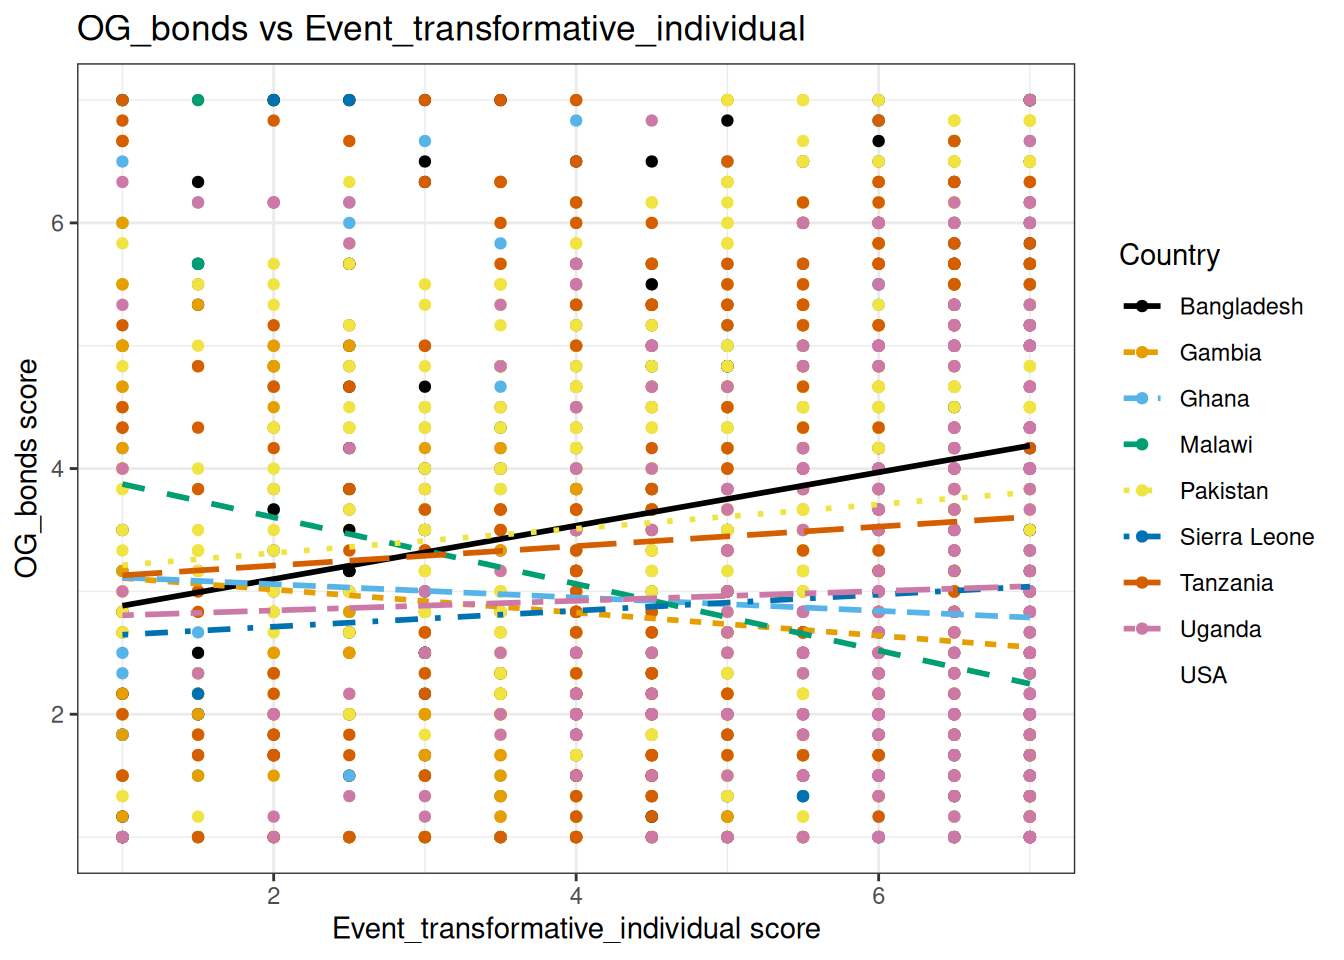 OG_bonds vs Event_transformative_individual
6
4
2
OG_bonds score
2
4
6
Event_transformative_individual score
Country
Bangladesh
Gambia
Ghana
Malawi
Pakistan
Sierra Leone
Tanzania
Uganda
USA